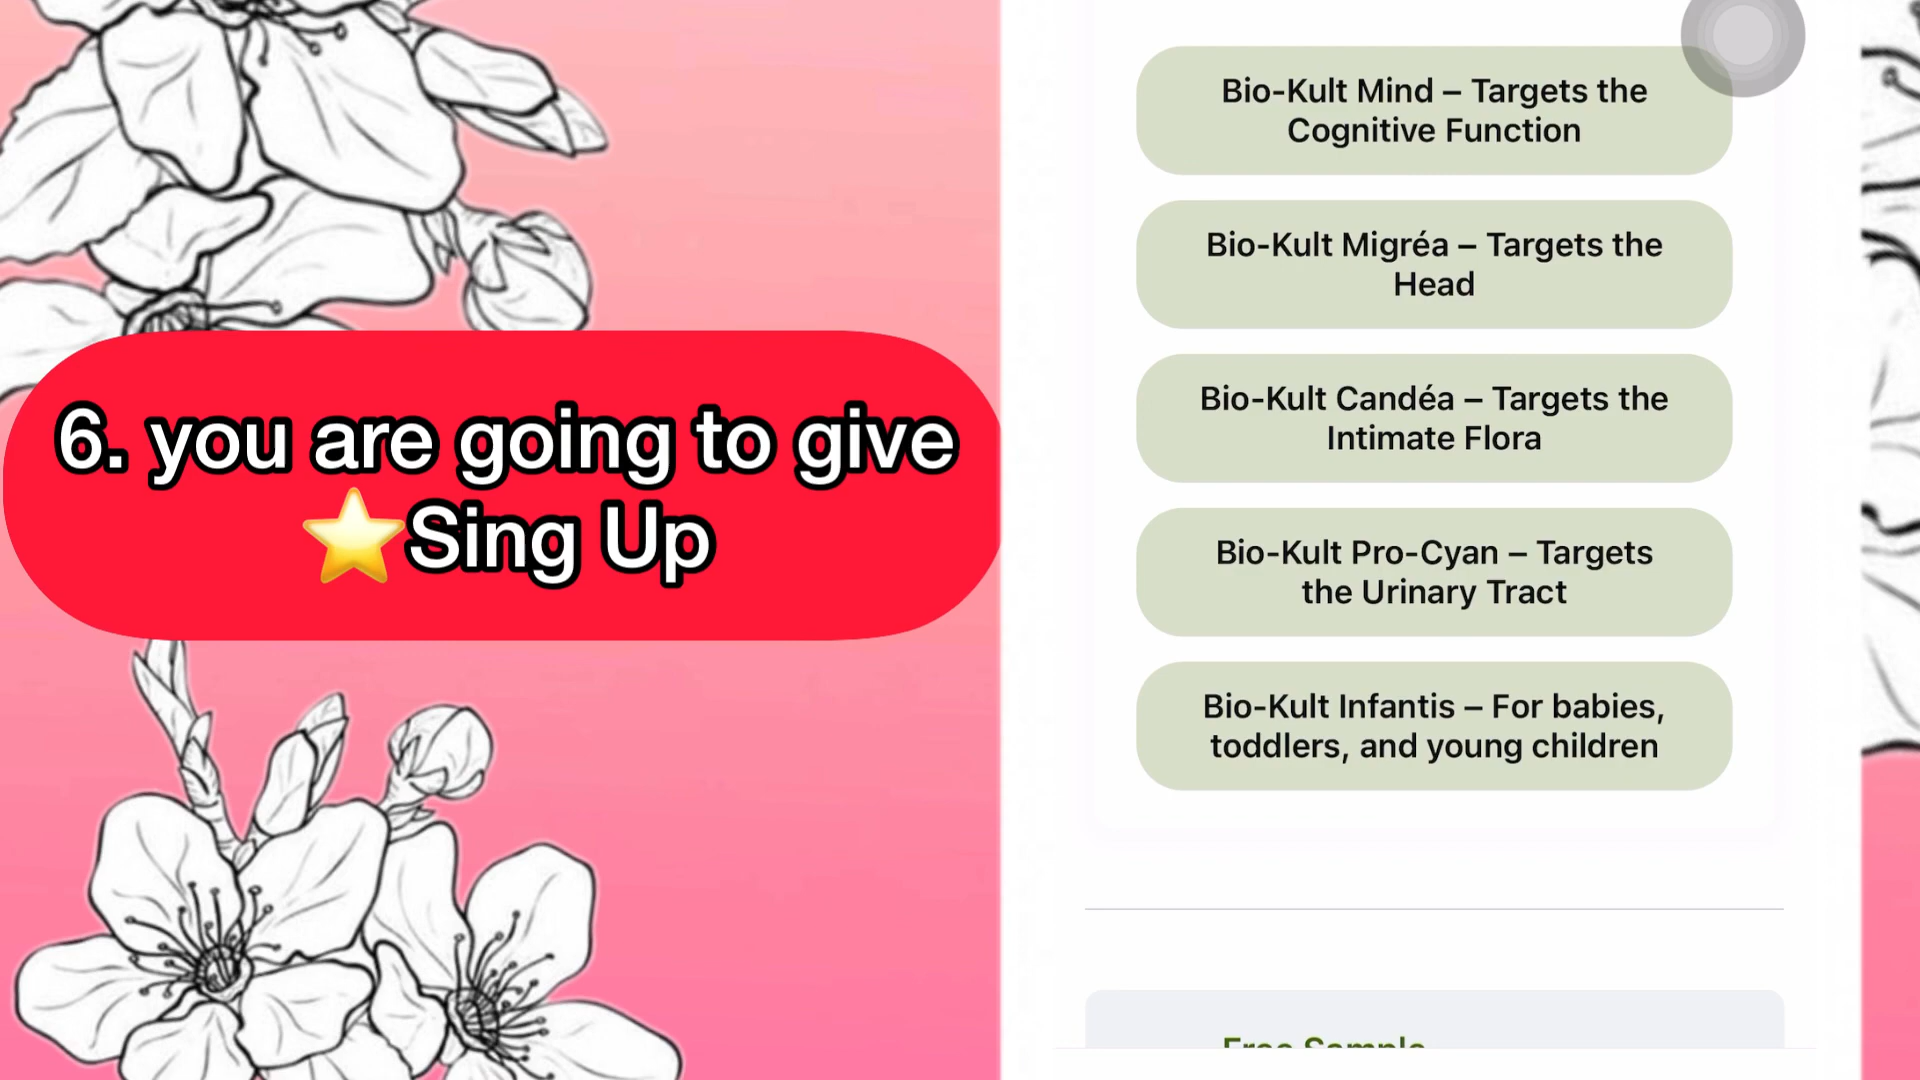 6. you are going to give
⭐Sing Up
Bio-Kult Mind – Targets the
Cognitive Function
Bio-Kult Migréa – Targets the
Head
Bio-Kult Candéa – Targets the
Intimate Flora
Bio-Kult Pro-Cyan – Targets
the Urinary Tract
Bio-Kult Infantis – For babies,
toddlers, and young children
Free Sample